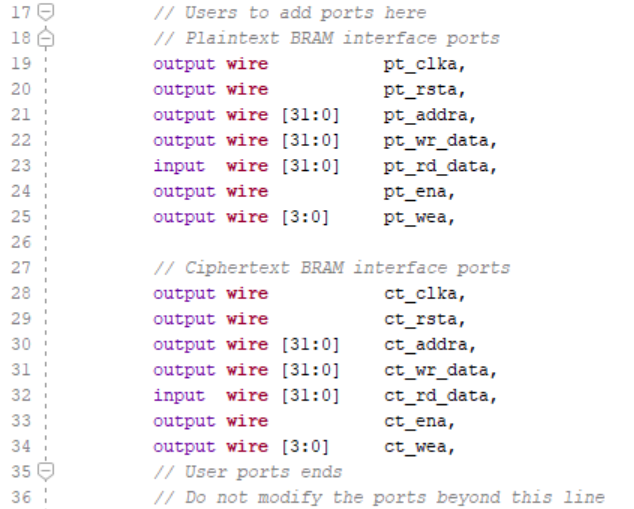 17 // Users to add ports here
18 // Plaintext BRAM interface ports
19 output wire pt_clka,
20 output wire pt_rsta,
21 output wire [31:0] pt_addra,
22 output wire [31:0] pt_wr_data,
23 input wire [31:0] pt_rd_data,
24 output wire pt_ena,
25 output wire [3:0] pt_wea,
26
27 // Ciphertext BRAM interface ports
28 output wire ct_clka,
29 output wire ct_rsta,
30 output wire [31:0] ct_addra,
31 output wire [31:0] ct_wr_data,
32 input wire [31:0] ct_rd_data,
33 output wire ct_ena,
34 output wire [3:0] ct_wea,
35 // User ports ends
36 // Do not modify the ports beyond this line